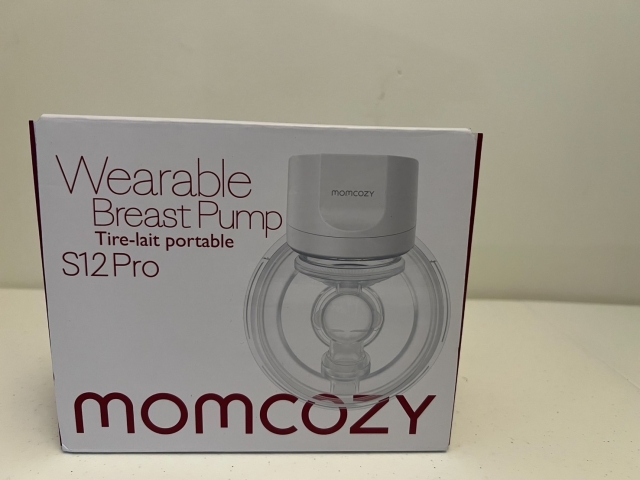 Wearable
Breast Pump
Tire-lait portable
S12 Pro
momcozy
momcozy